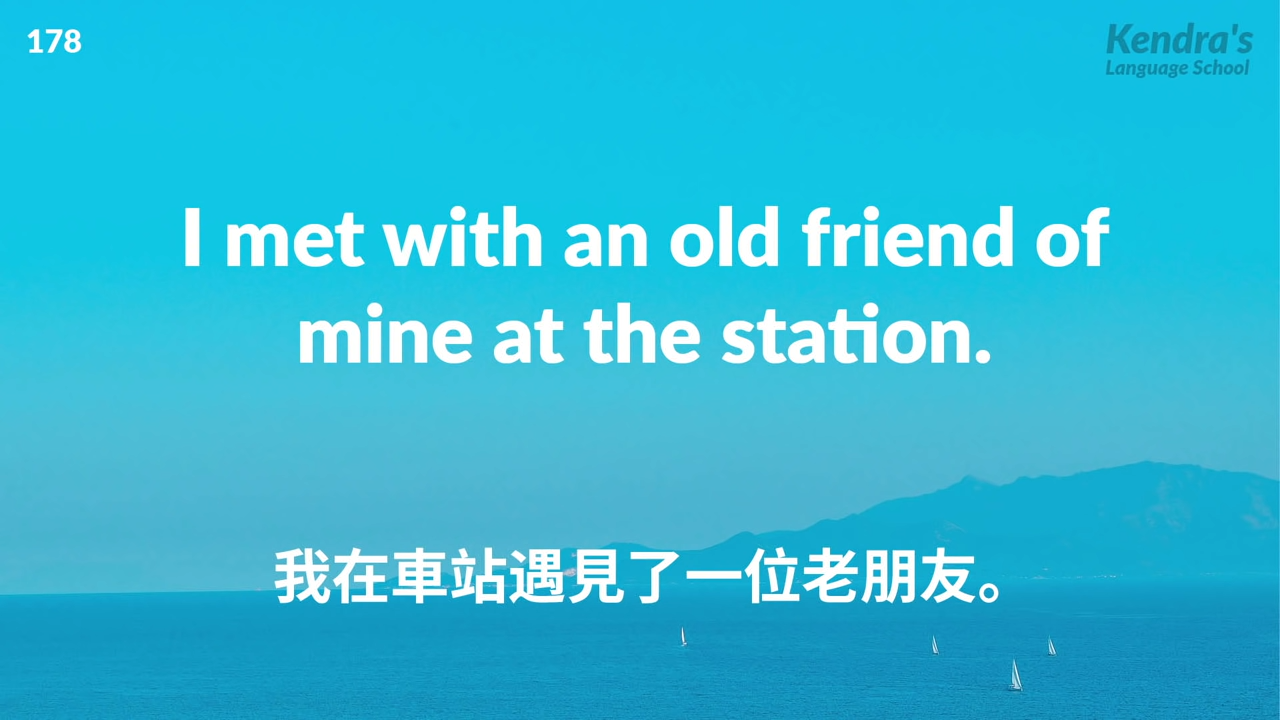 178
Kendra's
Language School
I met with an old friend of
mine at the station.
我在車站遇見了一位老朋友。